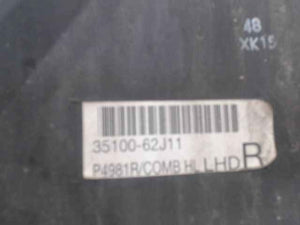 48
XK15
35100-62J11
P4981R/COMB HL LHD R